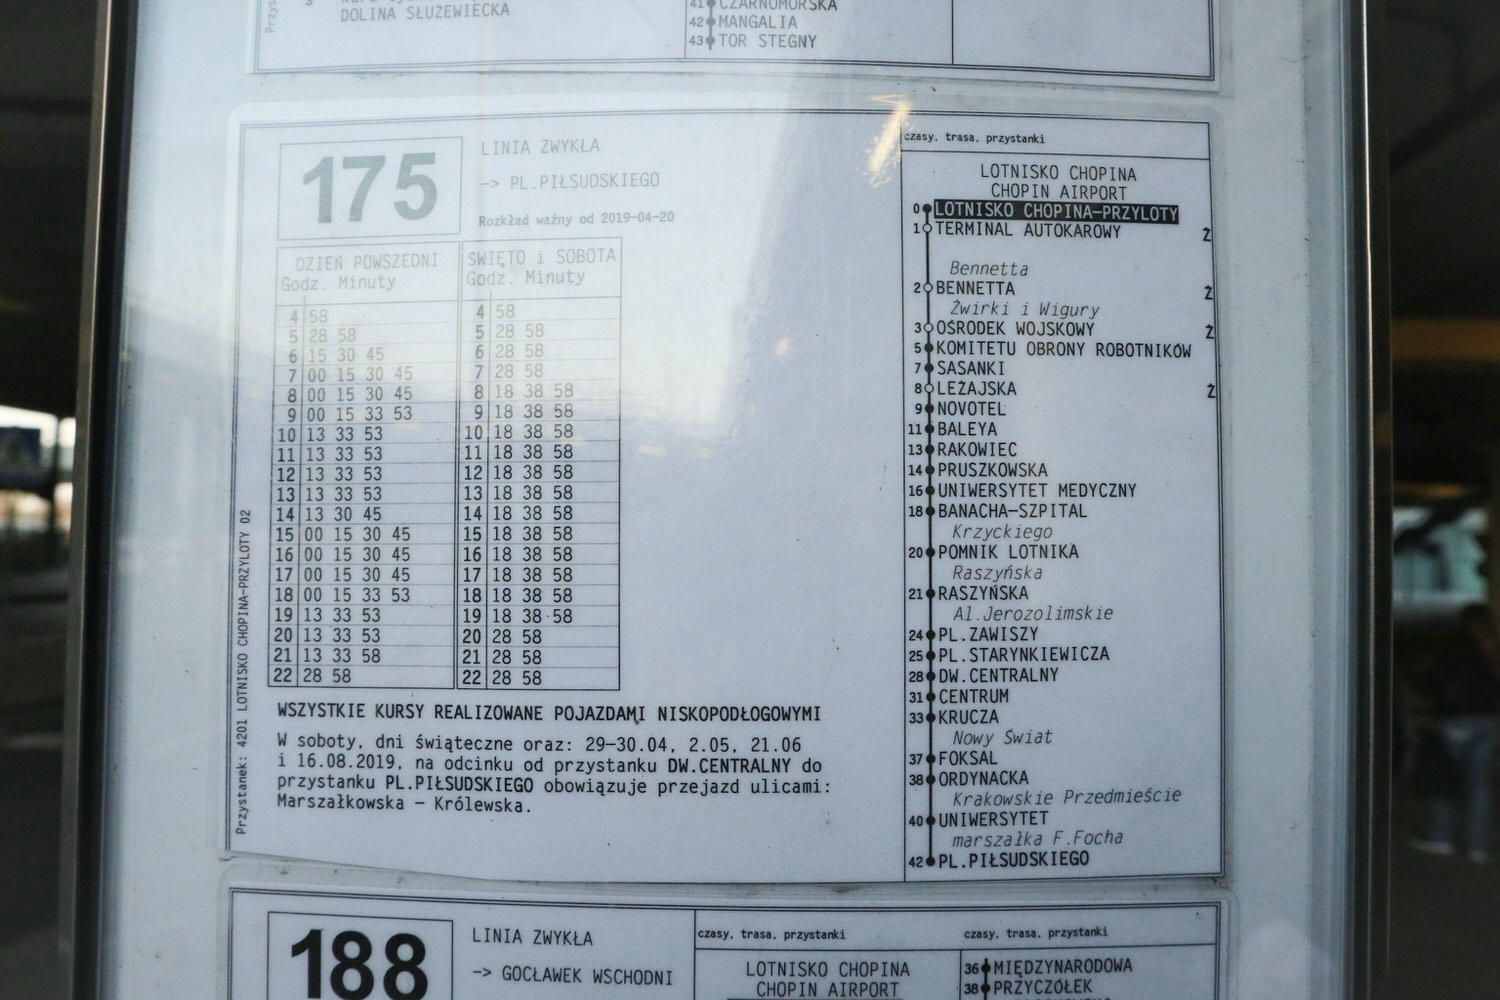 DOLINA SŁUŻEWIECKA
41 CZARNOMORSKA
42 MANGALIA
43 TOR STEGNY
175
LINIA ZWYKŁA
-> PL.PIŁSUDSKIEGO
Rozkład ważny od 2019-04-20
DZIEŃ POWSZEDNI
Godz. Minuty
4 58
5 28 58
6 15 30 45
7 00 15 30 45
8 00 15 30 45
9 00 15 33 53
10 13 33 53
11 13 33 53
12 13 33 53
13 13 33 53
14 13 30 45
15 00 15 30 45
16 00 15 30 45
17 00 15 30 45
18 00 15 33 53
19 13 33 53
20 13 33 53
21 13 33 58
22 28 58
ŚWIĘTO i SOBOTA
Godz. Minuty
4 58
5 28 58
6 28 58
7 28 58
8 18 38 58
9 18 38 58
10 18 38 58
11 18 38 58
12 18 38 58
13 18 38 58
14 18 38 58
15 18 38 58
16 18 38 58
17 18 38 58
18 18 38 58
19 18 38 58
20 28 58
21 28 58
22 28 58
WSZYSTKIE KURSY REALIZOWANE POJAZDAMI NISKOPODŁOGOWYMI
W soboty, dni świąteczne oraz: 29-30.04, 2.05, 21.06
i 16.08.2019, na odcinku od przystanku DW.CENTRALNY do
przystanku PL.PIŁSUDSKIEGO obowiązuje przejazd ulicami:
Marszałkowska - Królewska.
Przystanek: 4201 LOTNISKO CHOPINA-PRZYLOTY 02
czasy, trasa, przystanki
LOTNISKO CHOPINA
CHOPIN AIRPORT
0 LOTNISKO CHOPINA-PRZYLOTY
1 TERMINAL AUTOKAROWY Ż
Bennetta
2 BENNETTA Ż
Żwirki i Wigury
3 OŚRODEK WOJSKOWY Ż
5 KOMITETU OBRONY ROBOTNIKÓW
7 SASANKI
8 LEŻAJSKA Ż
9 NOVOTEL
11 BALEYA
13 RAKOWIEC
14 PRUSZKOWSKA
16 UNIWERSYTET MEDYCZNY
18 BANACHA-SZPITAL
Krzyckiego
20 POMNIK LOTNIKA
Raszyńska
21 RASZYŃSKA
Al.Jerozolimskie
24 PL.ZAWISZY
25 PL.STARYNKIEWICZA
28 DW.CENTRALNY
31 CENTRUM
33 KRUCZA
Nowy Świat
37 FOKSAL
38 ORDYNACKA
Krakowskie Przedmieście
40 UNIWERSYTET
marszałka F.Focha
42 PL.PIŁSUDSKIEGO
188
LINIA ZWYKŁA
-> GOCŁAWEK WSCHODNI
czasy, trasa, przystanki
LOTNISKO CHOPINA
CHOPIN AIRPORT
czasy, trasa, przystanki
36 MIĘDZYNARODOWA
38 PRZYCZÓŁEK